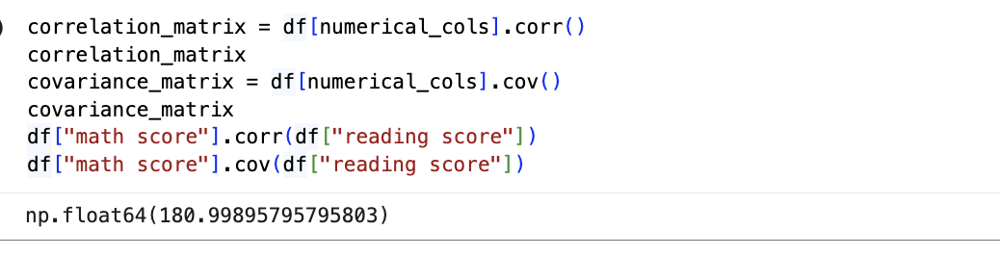 correlation_matrix = df[numerical_cols].corr()
correlation_matrix
covariance_matrix = df[numerical_cols].cov()
covariance_matrix
df["math score"].corr(df["reading score"])
df["math score"].cov(df["reading score"])
np.float64(180.99895795795803)